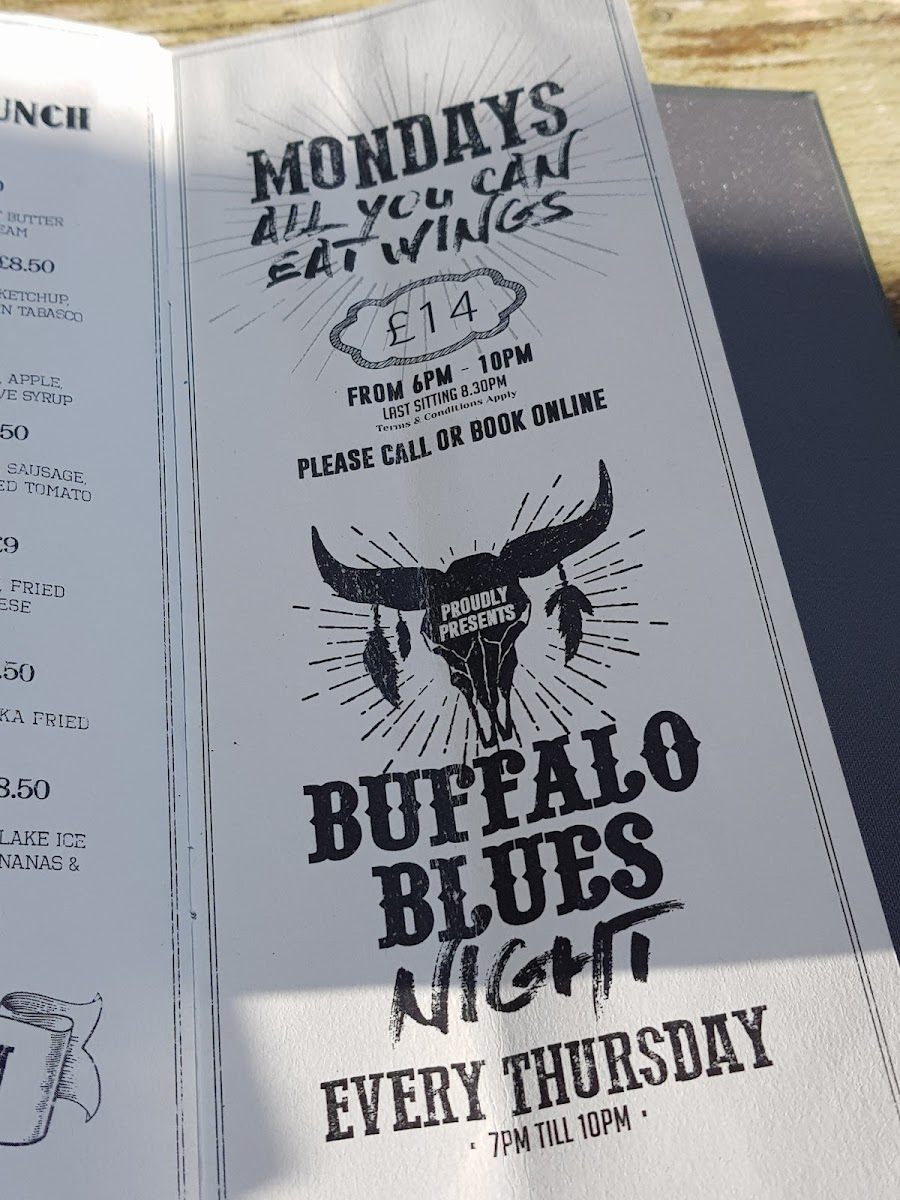 UNCH
BUTTER
EAM
£8.50
KETCHUP,
N TABASCO
, APPLE,
VE SYRUP
50
SAUSAGE,
ED TOMATO
£9
, FRIED
ESE
.50
KA FRIED
8.50
LAKE ICE
NANAS &
MONDAYS
ALL YOU CAN
EAT WINGS
£14
FROM 6PM - 10PM
LAST SITTING 8.30PM
Terms & Conditions Apply
PLEASE CALL OR BOOK ONLINE
PROUDLY
PRESENTS
BUFFALO
BLUES
NIGHT
EVERY THURSDAY
· 7PM TILL 10PM ·